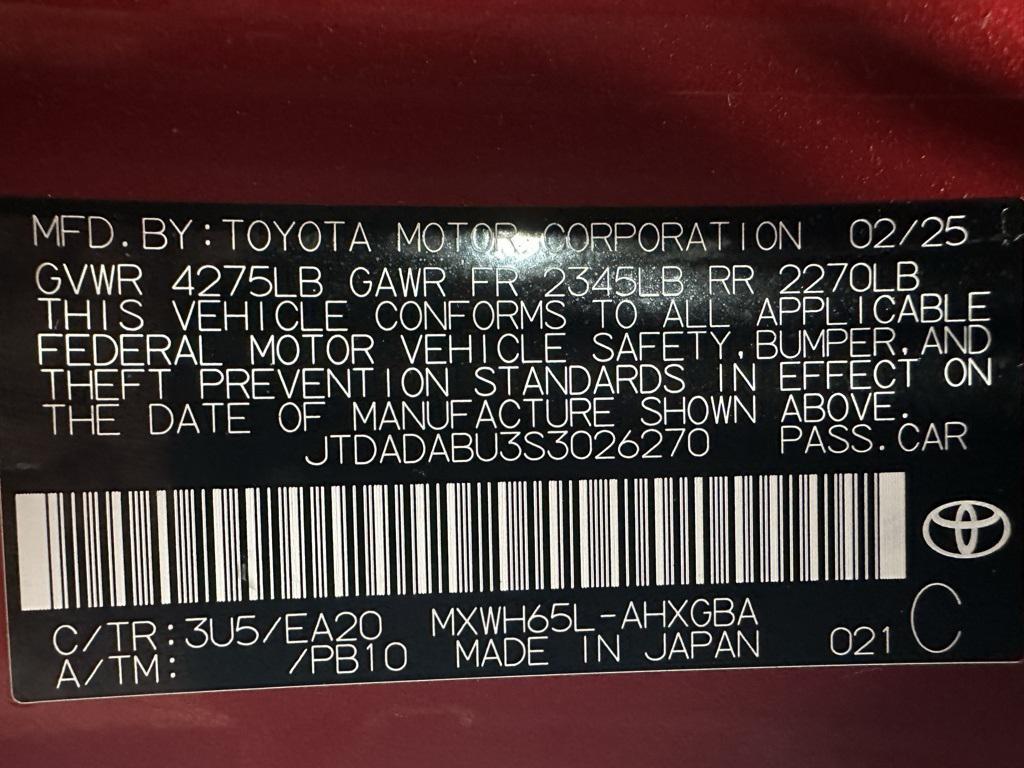 MFD. BY: TOYOTA MOTOR CORPORATION 02/25
GVWR 4275LB GAWR FR 2345LB RR 2270LB
THIS VEHICLE CONFORMS TO ALL APPLICABLE
FEDERAL MOTOR VEHICLE SAFETY, BUMPER, AND
THEFT PREVENTION STANDARDS IN EFFECT ON
THE DATE OF MANUFACTURE SHOWN ABOVE.
JTDADABU3S3026270 PASS. CAR
C/TR: 3U5/EA20 MXWH65L-AHXGBA
A/TM: /PB10 MADE IN JAPAN 021 C